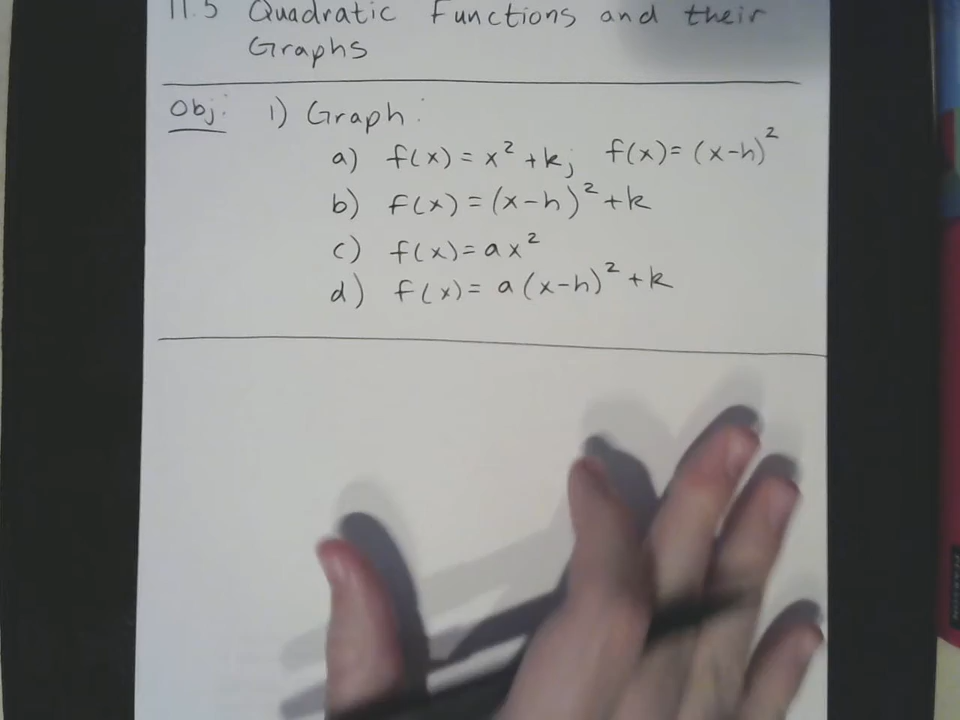 11.5 Quadratic Functions and their
Graphs
Obj: 1) Graph:
a) f(x) = x² + k; f(x) = (x-h)²
b) f(x) = (x-h)² + k
c) f(x) = ax²
d) f(x) = a(x-h)² + k